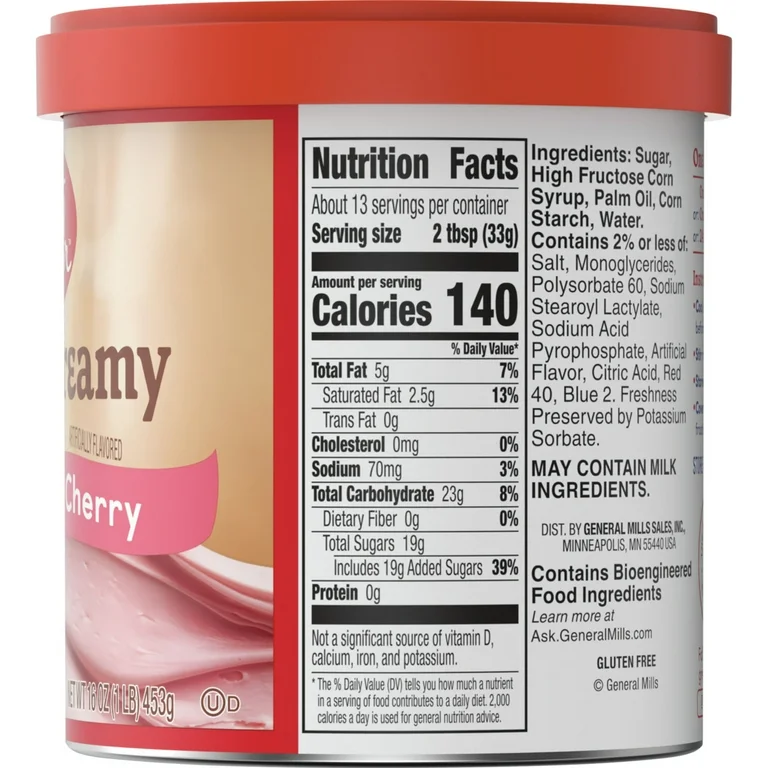 eamy
ARTIFICIALLY FLAVORED
Cherry
NET WT 16 OZ (1 LB) 453g
U D
Nutrition Facts
About 13 servings per container
Serving size 2 tbsp (33g)
Amount per serving
Calories 140
% Daily Value*
Total Fat 5g 7%
Saturated Fat 2.5g 13%
Trans Fat 0g
Cholesterol 0mg 0%
Sodium 70mg 3%
Total Carbohydrate 23g 8%
Dietary Fiber 0g 0%
Total Sugars 19g
Includes 19g Added Sugars 39%
Protein 0g
Not a significant source of vitamin D,
calcium, iron, and potassium.
*The % Daily Value (DV) tells you how much a nutrient
in a serving of food contributes to a daily diet. 2,000
calories a day is used for general nutrition advice.
Ingredients: Sugar,
High Fructose Corn
Syrup, Palm Oil, Corn
Starch, Water.
Contains 2% or less of:
Salt, Monoglycerides,
Polysorbate 60, Sodium
Stearoyl Lactylate,
Sodium Acid
Pyrophosphate, Artificial
Flavor, Citric Acid, Red
40, Blue 2. Freshness
Preserved by Potassium
Sorbate.
MAY CONTAIN MILK
INGREDIENTS.
DIST. BY GENERAL MILLS SALES, INC.,
MINNEAPOLIS, MN 55440 USA
Contains Bioengineered
Food Ingredients
Learn more at
Ask.GeneralMills.com
GLUTEN FREE
© General Mills